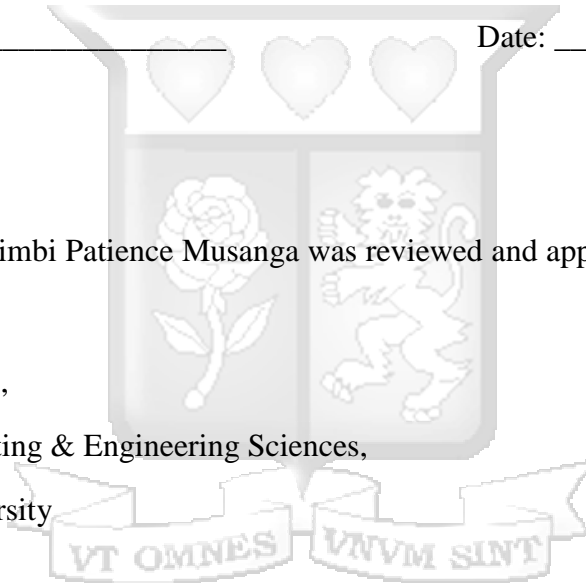 Date:
imbi Patience Musanga was reviewed and app
,
ting & Engineering Sciences,
rsity
VT OMNES VNVM SINT